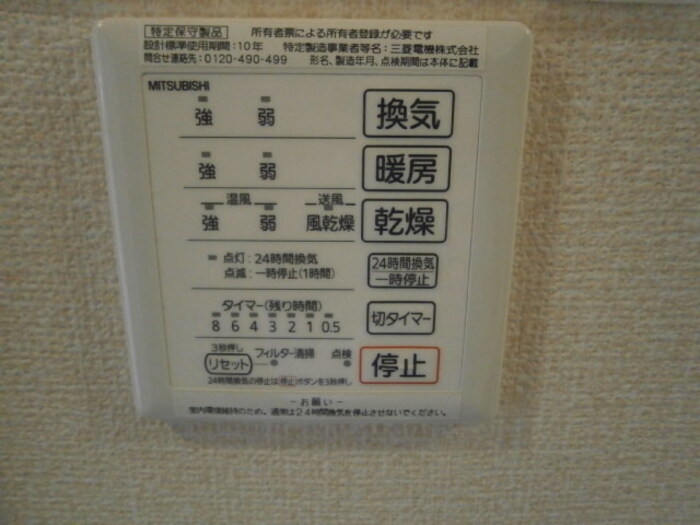 特定保守製品 所有者票による所有者登録が必要です
設計標準使用期間：10年 特定製造事業者等名：三菱電機株式会社
問合せ連絡先：0120-490-499 形名、製造年月、点検期間は本体に記載
MITSUBISHI
強 弱 換気
強 弱 暖房
温風 送風
強 弱 風乾燥 乾燥
点灯：24時間換気
点滅：一時停止(1時間)
24時間換気
一時停止
タイマー(残り時間)
8 6 4 3 2 1 0.5
切タイマー
3秒押し
リセット フィルター清掃 点検
停止
24時間換気の停止は停止ボタンを3秒押し
－お願い－
室内環境維持のため、通常は24時間換気を停止させないでください。